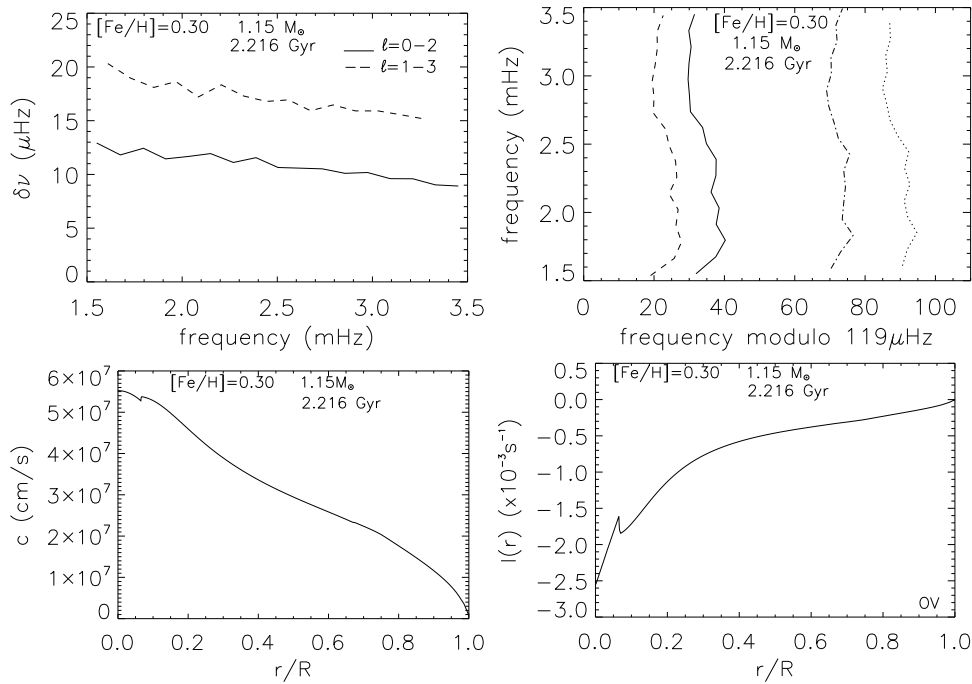 [Fe/H]=0.30 1.15 M⊙
2.216 Gyr
ℓ=0-2
ℓ=1-3
25
20
15
10
5
0
δν (μHz)
1.5 2.0 2.5 3.0 3.5
frequency (mHz)
[Fe/H]=0.30
1.15 M⊙
2.216 Gyr
3.5
3.0
2.5
2.0
1.5
frequency (mHz)
0 20 40 60 80 100
frequency modulo 119μHz
[Fe/H]=0.30 1.15M⊙
2.216 Gyr
6×10⁷
5×10⁷
4×10⁷
3×10⁷
2×10⁷
1×10⁷
0
c (cm/s)
0.0 0.2 0.4 0.6 0.8 1.0
r/R
[Fe/H]=0.30 1.15 M⊙
2.216 Gyr
0.5
0.0
−0.5
−1.0
−1.5
−2.0
−2.5
−3.0
I(r) (×10⁻³s⁻¹)
OV
0.0 0.2 0.4 0.6 0.8 1.0
r/R